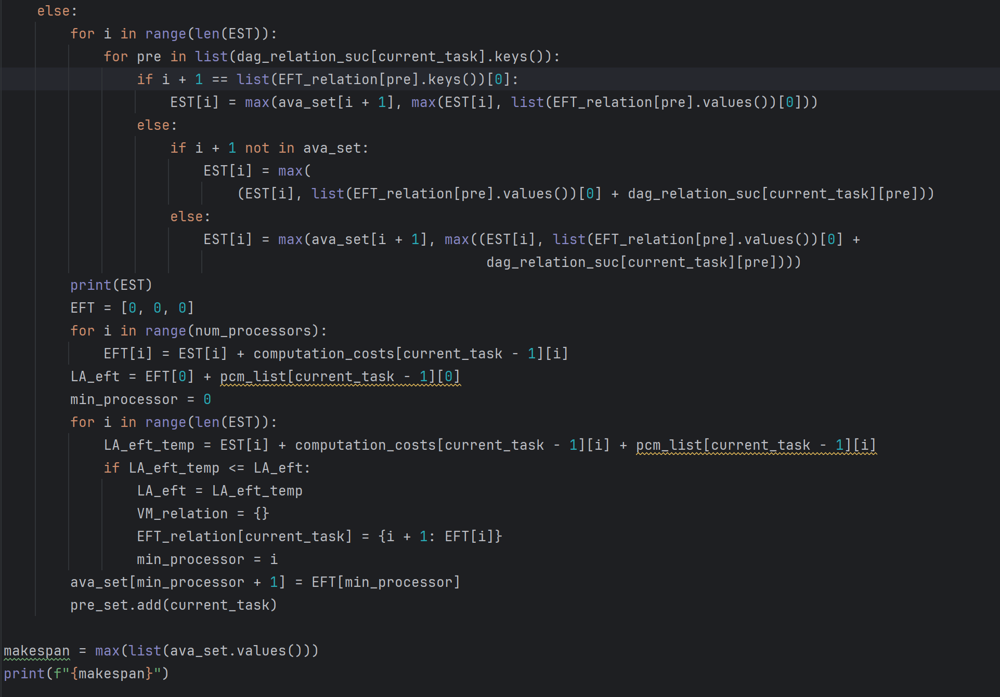 else:
for i in range(len(EST)):
for pre in list(dag_relation_suc[current_task].keys()):
if i + 1 == list(EFT_relation[pre].keys())[0]:
EST[i] = max(ava_set[i + 1], max(EST[i], list(EFT_relation[pre].values())[0]))
else:
if i + 1 not in ava_set:
EST[i] = max(
(EST[i], list(EFT_relation[pre].values())[0] + dag_relation_suc[current_task][pre]))
else:
EST[i] = max(ava_set[i + 1], max((EST[i], list(EFT_relation[pre].values())[0] +
dag_relation_suc[current_task][pre])))
print(EST)
EFT = [0, 0, 0]
for i in range(num_processors):
EFT[i] = EST[i] + computation_costs[current_task - 1][i]
LA_eft = EFT[0] + pcm_list[current_task - 1][0]
min_processor = 0
for i in range(len(EST)):
LA_eft_temp = EST[i] + computation_costs[current_task - 1][i] + pcm_list[current_task - 1][i]
if LA_eft_temp <= LA_eft:
LA_eft = LA_eft_temp
VM_relation = {}
EFT_relation[current_task] = {i + 1: EFT[i]}
min_processor = i
ava_set[min_processor + 1] = EFT[min_processor]
pre_set.add(current_task)
makespan = max(list(ava_set.values()))
print(f"{makespan}")